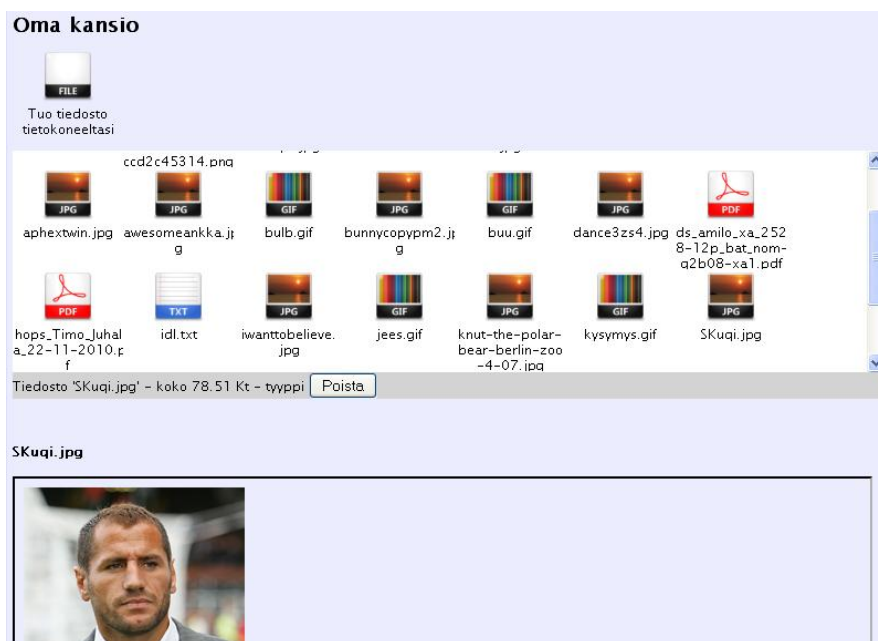 Oma kansio
FILE
Tuo tiedosto
tietokoneeltasi
ccd2c45314.png
JPG JPG GIF JPG GIF JPG PDF
aphextwin.jpg awesomeankka.jp bulb.gif bunnycopypm2.jp buu.gif dance3zs4.jpg ds_amilo_xa_252
g g 8-12p_bat_nom-
q2b08-xa1.pdf
PDF TXT JPG GIF JPG GIF JPG
hops_Timo_Juhal idl.txt iwanttobelieve. jees.gif knut-the-polar- kysymys.gif SKuqi.jpg
a_22-11-2010.p jpg bear-berlin-zoo
f -4-07.jpg
Tiedosto 'SKuqi.jpg' - koko 78.51 Kt - tyyppi Poista
SKuqi.jpg